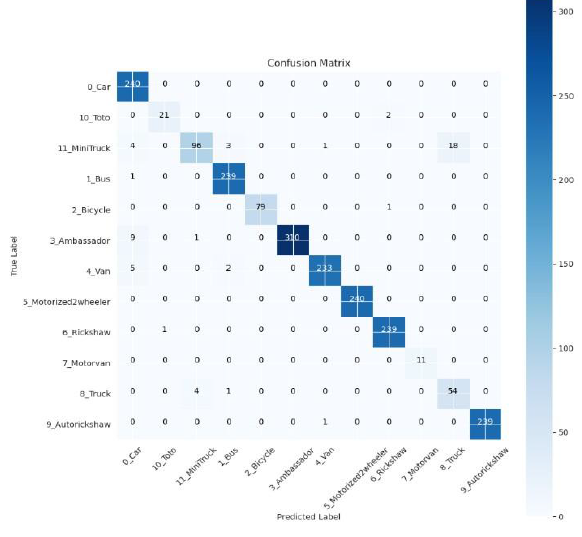 Confusion Matrix
True Label
0_Car 240 0 0 0 0 0 0 0 0 0 0 0
10_Toto 0 21 0 0 0 0 0 0 2 0 0 0
11_MiniTruck 4 0 96 3 0 0 1 0 0 0 18 0
1_Bus 1 0 0 239 0 0 0 0 0 0 0 0
2_Bicycle 0 0 0 0 79 0 0 0 1 0 0 0
3_Ambassador 9 0 1 0 0 310 0 0 0 0 0 0
4_Van 5 0 0 2 0 0 233 0 0 0 0 0
5_Motorized2wheeler 0 0 0 0 0 0 0 240 0 0 0 0
6_Rickshaw 0 1 0 0 0 0 0 0 239 0 0 0
7_Motorvan 0 0 0 0 0 0 0 0 0 11 0 0
8_Truck 0 0 4 1 0 0 0 0 0 0 54 0
9_Autorickshaw 0 0 0 0 0 0 1 0 0 0 0 239
0_Car 10_Toto 11_MiniTruck 1_Bus 2_Bicycle 3_Ambassador 4_Van 5_Motorized2wheeler 6_Rickshaw 7_Motorvan 8_Truck 9_Autorickshaw
Predicted Label
300
250
200
150
100
50
0